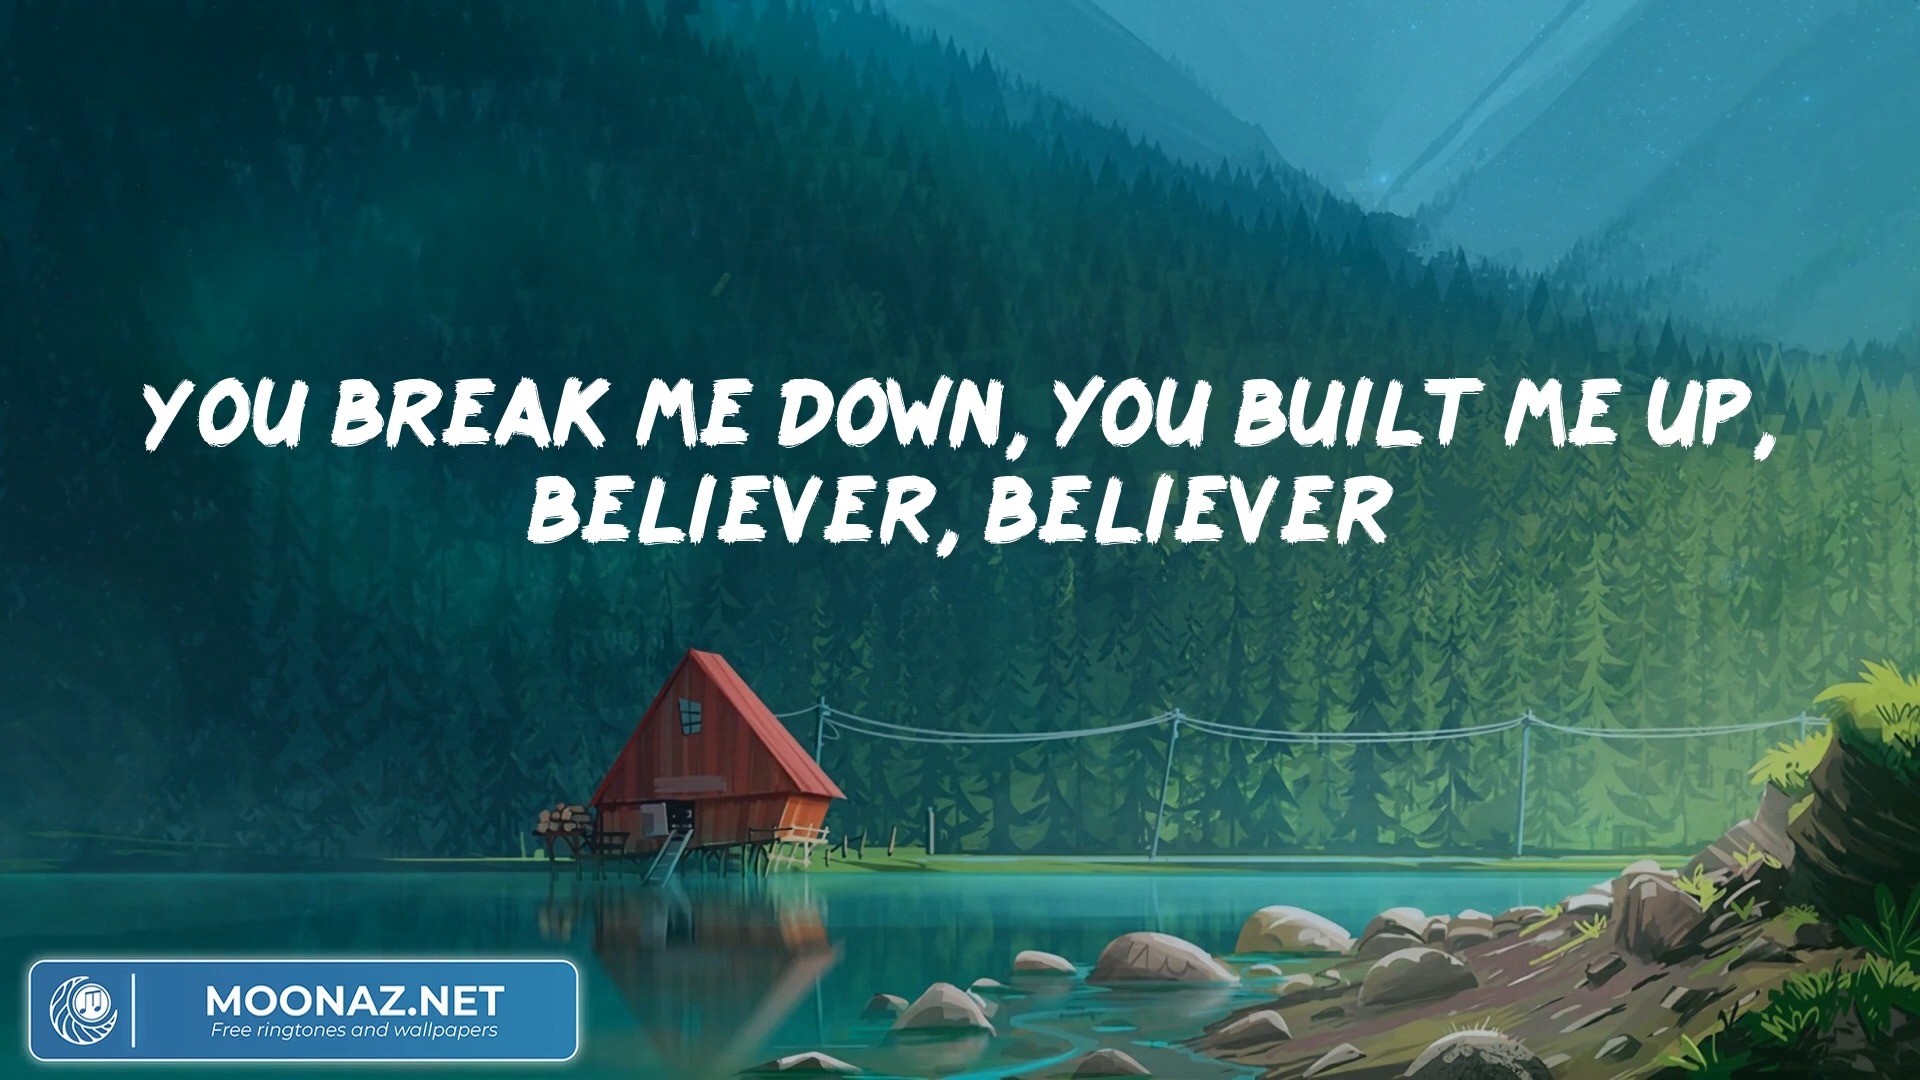 YOU BREAK ME DOWN, YOU BUILT ME UP,
BELIEVER, BELIEVER
MOONAZ.NET
Free ringtones and wallpapers